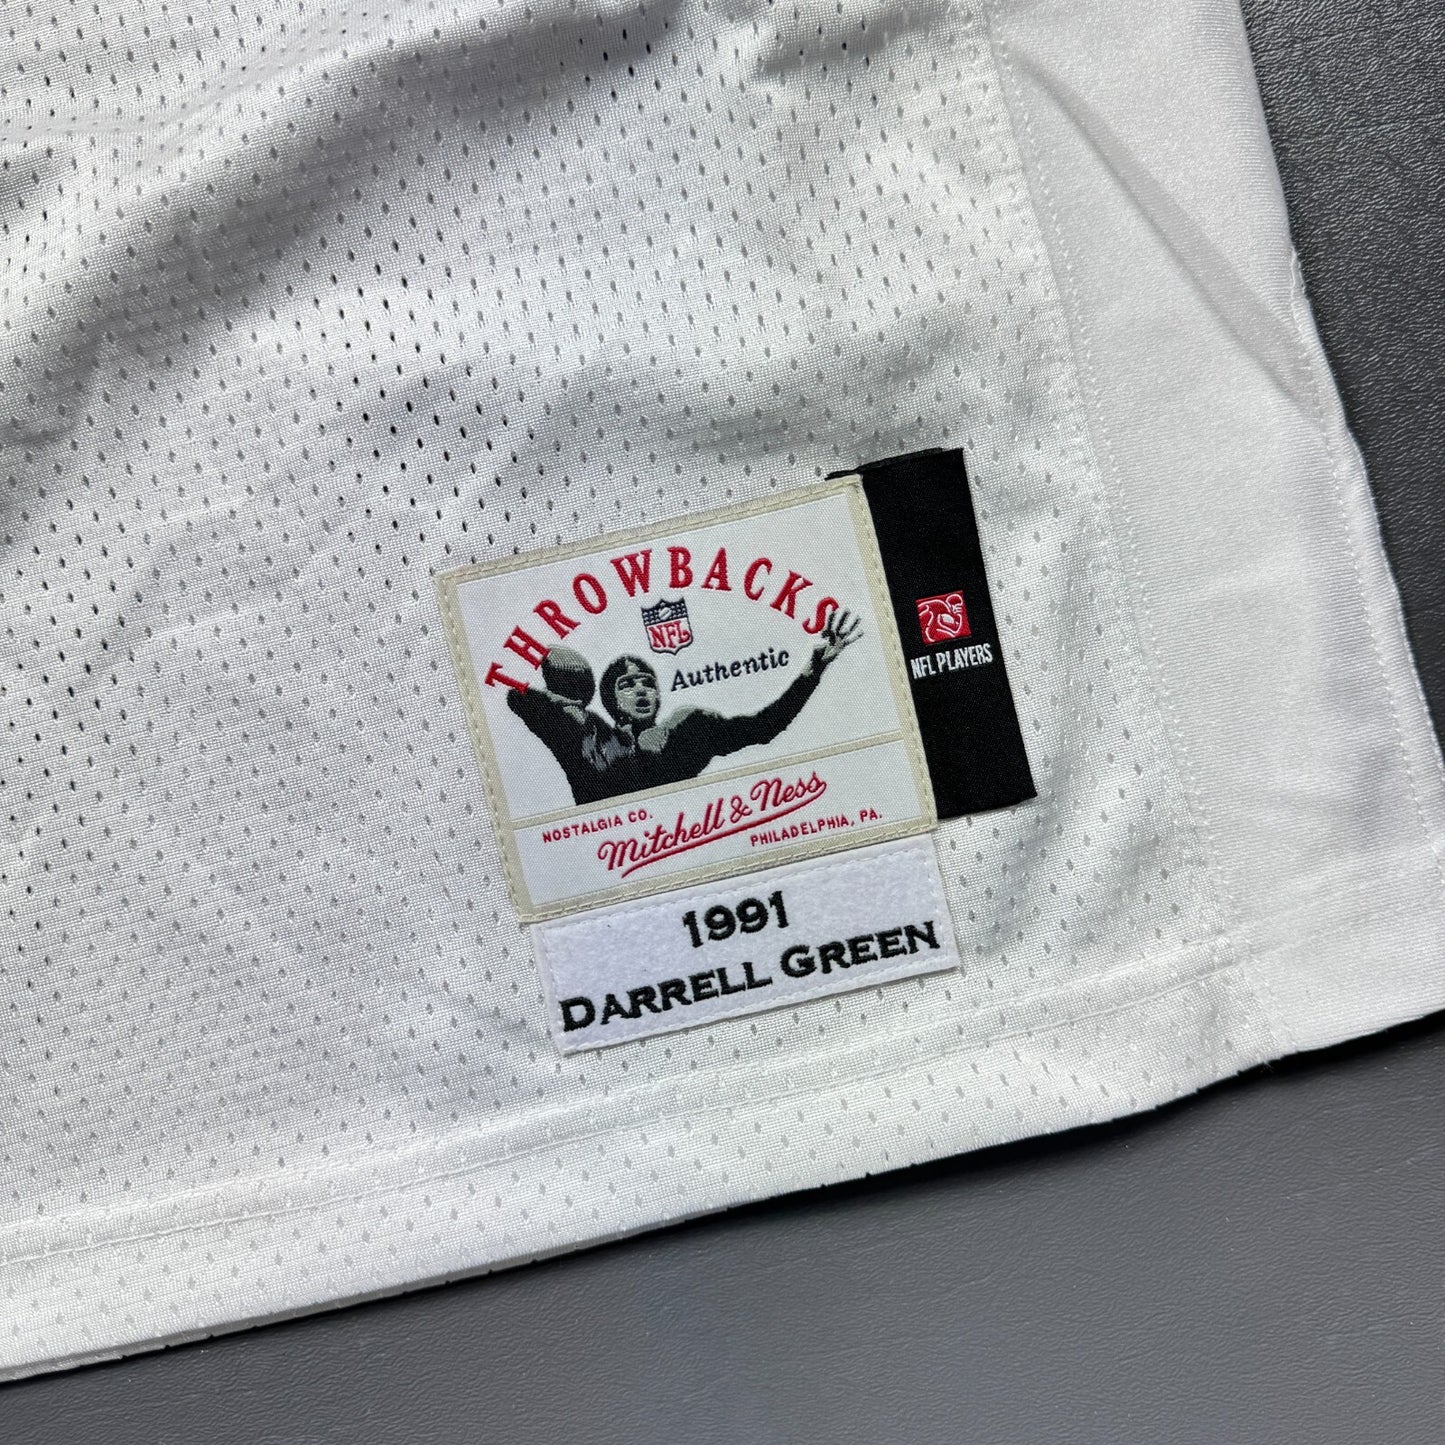 THROWBACKS
NFL
Authentic
NFL PLAYERS
NOSTALGIA CO.
Mitchell & Ness
PHILADELPHIA, PA.
1991
DARRELL GREEN